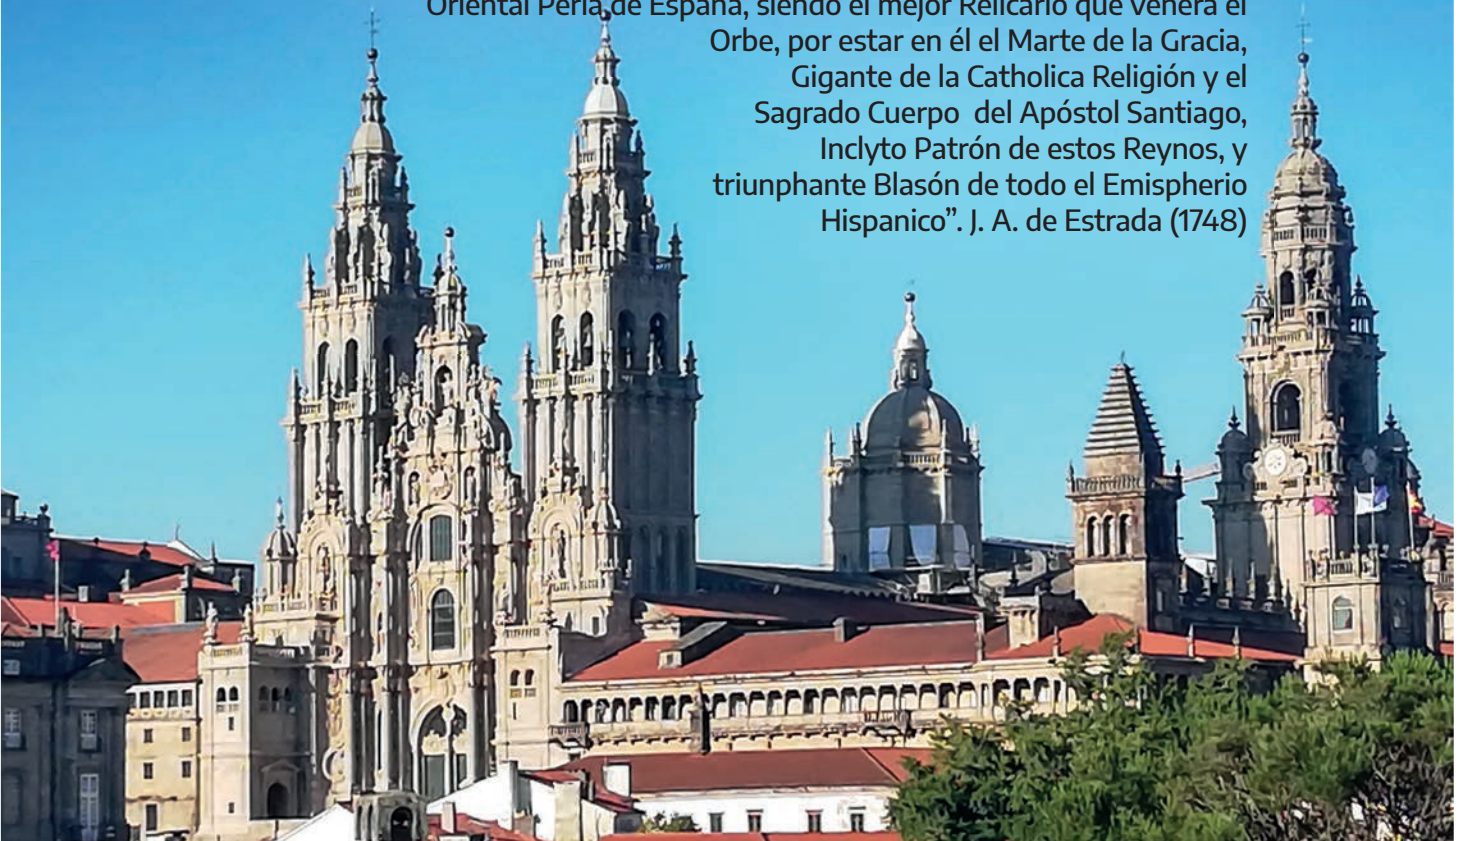 Oriental Perla de España, siendo el mejor Relicario que venera el
Orbe, por estar en él el Marte de la Gracia,
Gigante de la Catholica Religión y el
Sagrado Cuerpo  del Apóstol Santiago,
Inclyto Patrón de estos Reynos, y
triunphante Blasón de todo el Emispherio
Hispanico”. J. A. de Estrada (1748)